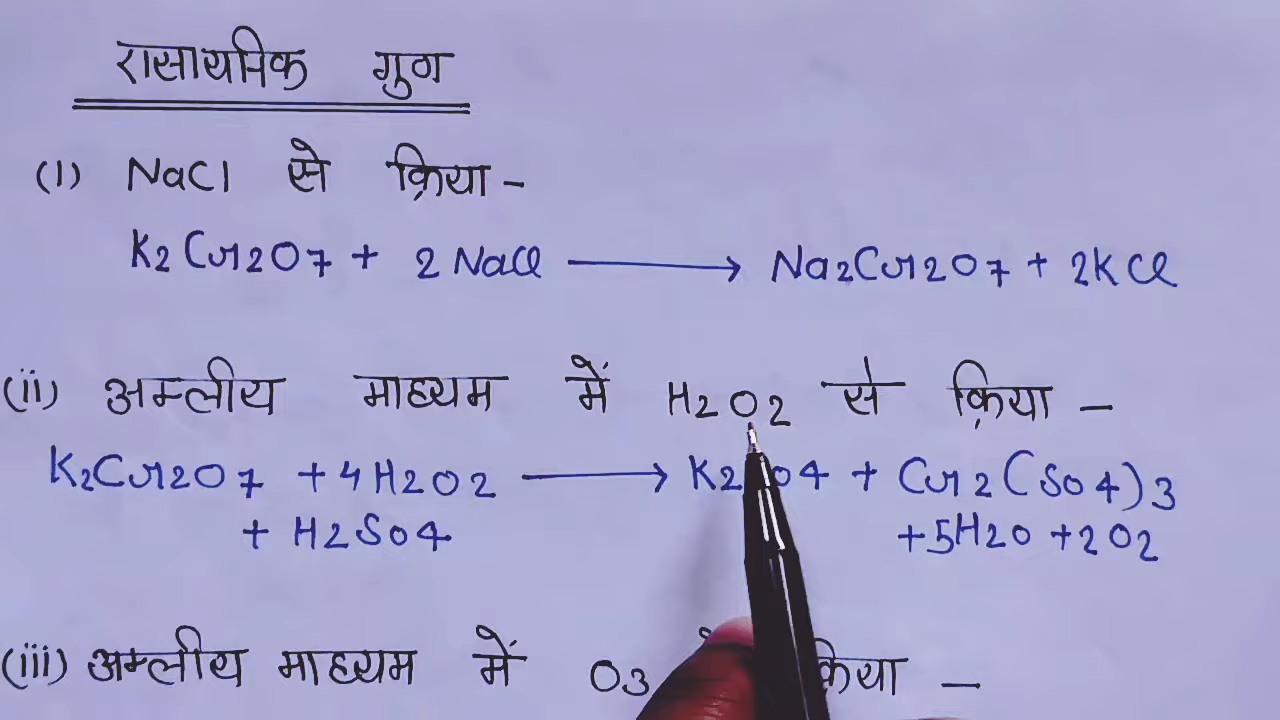 रासायनिक गुण
(i) NaCl से क्रिया -
K2Cr2O7 + 2NaCl ⟶ Na2Cr2O7 + 2KCl
(ii) अम्लीय माध्यम में H2O2 से क्रिया -
K2Cr2O7 + 4H2O2 ⟶ + Cr2(SO4)3
+ H2SO4 +5H2O +2O2
(iii) अम्लीय माध्यम में O3 क्रिया -